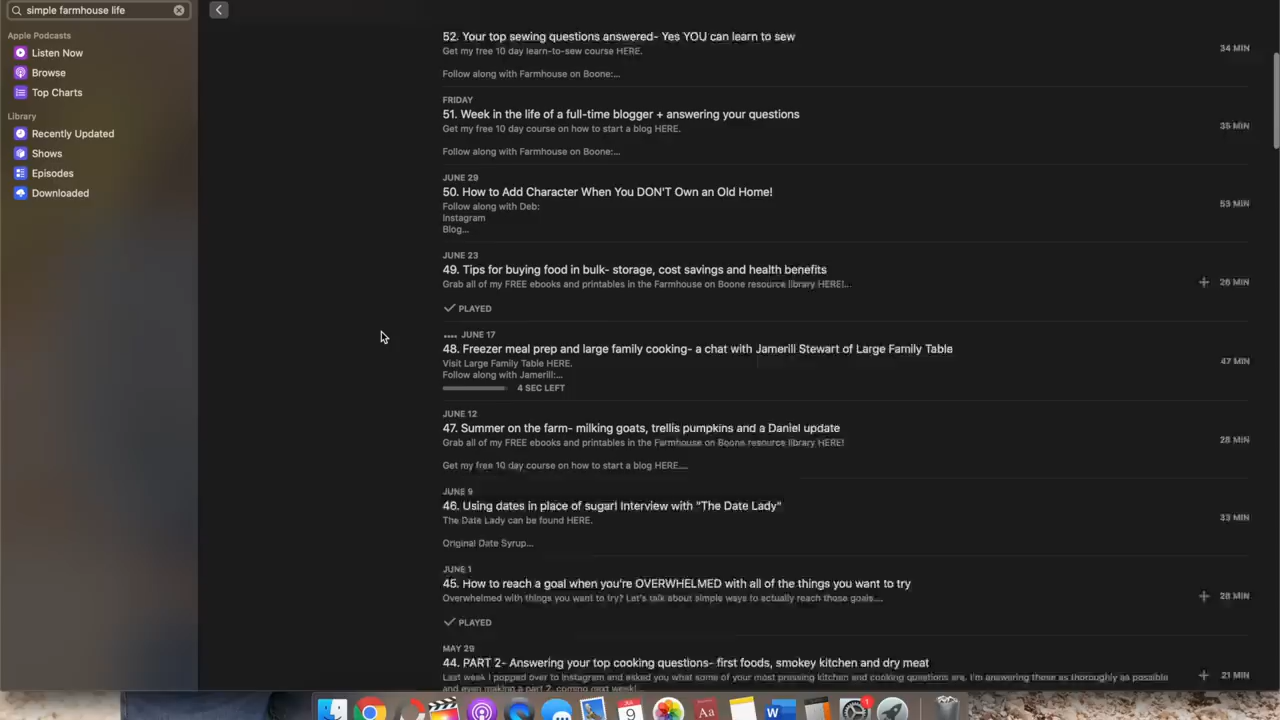 simple farmhouse life
Apple Podcasts
Listen Now
Browse
Top Charts
Library
Recently Updated
Shows
Episodes
Downloaded
52. Your top sewing questions answered- Yes YOU can learn to sew
Get my free 10 day learn-to-sew course HERE.
34 MIN
Follow along with Farmhouse on Boone:...
FRIDAY
51. Week in the life of a full-time blogger + answering your questions
Get my free 10 day course on how to start a blog HERE.
35 MIN
Follow along with Farmhouse on Boone:...
JUNE 29
50. How to Add Character When You DON'T Own an Old Home!
Follow along with Deb:
53 MIN
Instagram
Blog...
JUNE 23
49. Tips for buying food in bulk- storage, cost savings and health benefits
Grab all of my FREE ebooks and printables in the Farmhouse on Boone resource library HERE!...
26 MIN
PLAYED
JUNE 17
48. Freezer meal prep and large family cooking- a chat with Jamerill Stewart of Large Family Table
Visit Large Family Table HERE.
47 MIN
Follow along with Jamerill:...
4 SEC LEFT
JUNE 12
47. Summer on the farm- milking goats, trellis pumpkins and a Daniel update
Grab all of my FREE ebooks and printables in the Farmhouse on Boone resource library HERE!
28 MIN
Get my free 10 day course on how to start a blog HERE....
JUNE 9
46. Using dates in place of sugar! Interview with "The Date Lady"
The Date Lady can be found HERE.
33 MIN
Original Date Syrup...
JUNE 1
45. How to reach a goal when you're OVERWHELMED with all of the things you want to try
Overwhelmed with things you want to try? Let's talk about simple ways to actually reach those goals....
28 MIN
PLAYED
MAY 29
44. PART 2- Answering your top cooking questions- first foods, smokey kitchen and dry meat
Last week I popped over to Instagram and asked you what some of your most pressing kitchen and cooking questions are. I'm answering these as thoroughly as possible
21 MIN
and even making a part 2, coming next week!...
9
Aa
W
1